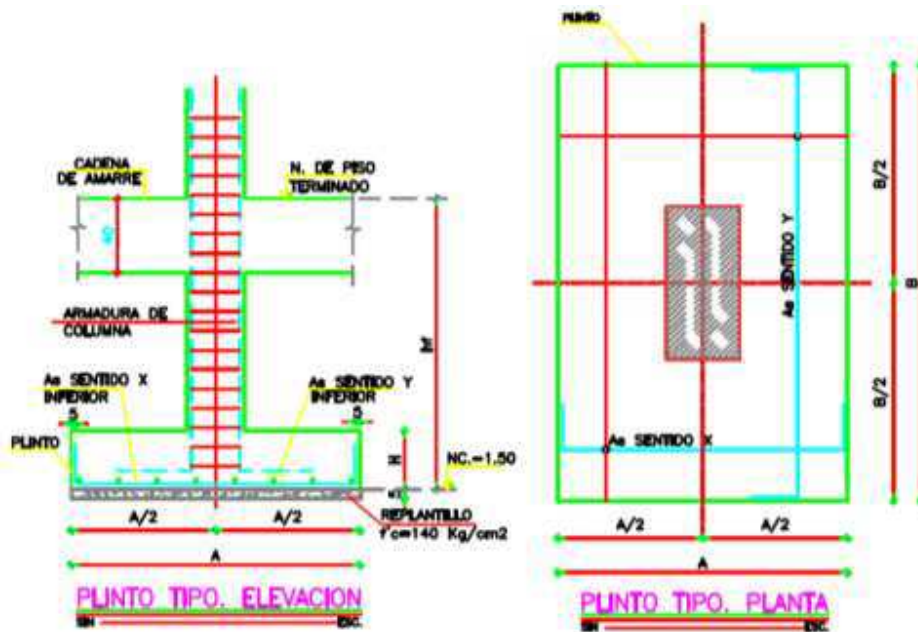 CADENA
DE AMARRE
N. DE PISO
TERMINADO
40
ARMADURA DE
COLUMNA
As SENTIDO X
INFERIOR
As SENTIDO Y
INFERIOR
5
5
PLINTO
H
NC.=1.50
A/2
A/2
REPLANTILLO
f'c=140 Kg/cm2
A
PLINTO TIPO. ELEVACION
SIN
ESC.
PLINTO
As SENTIDO Y
As SENTIDO X
B/2
B/2
B
A/2
A/2
A
PLINTO TIPO. PLANTA
SIN
ESC.